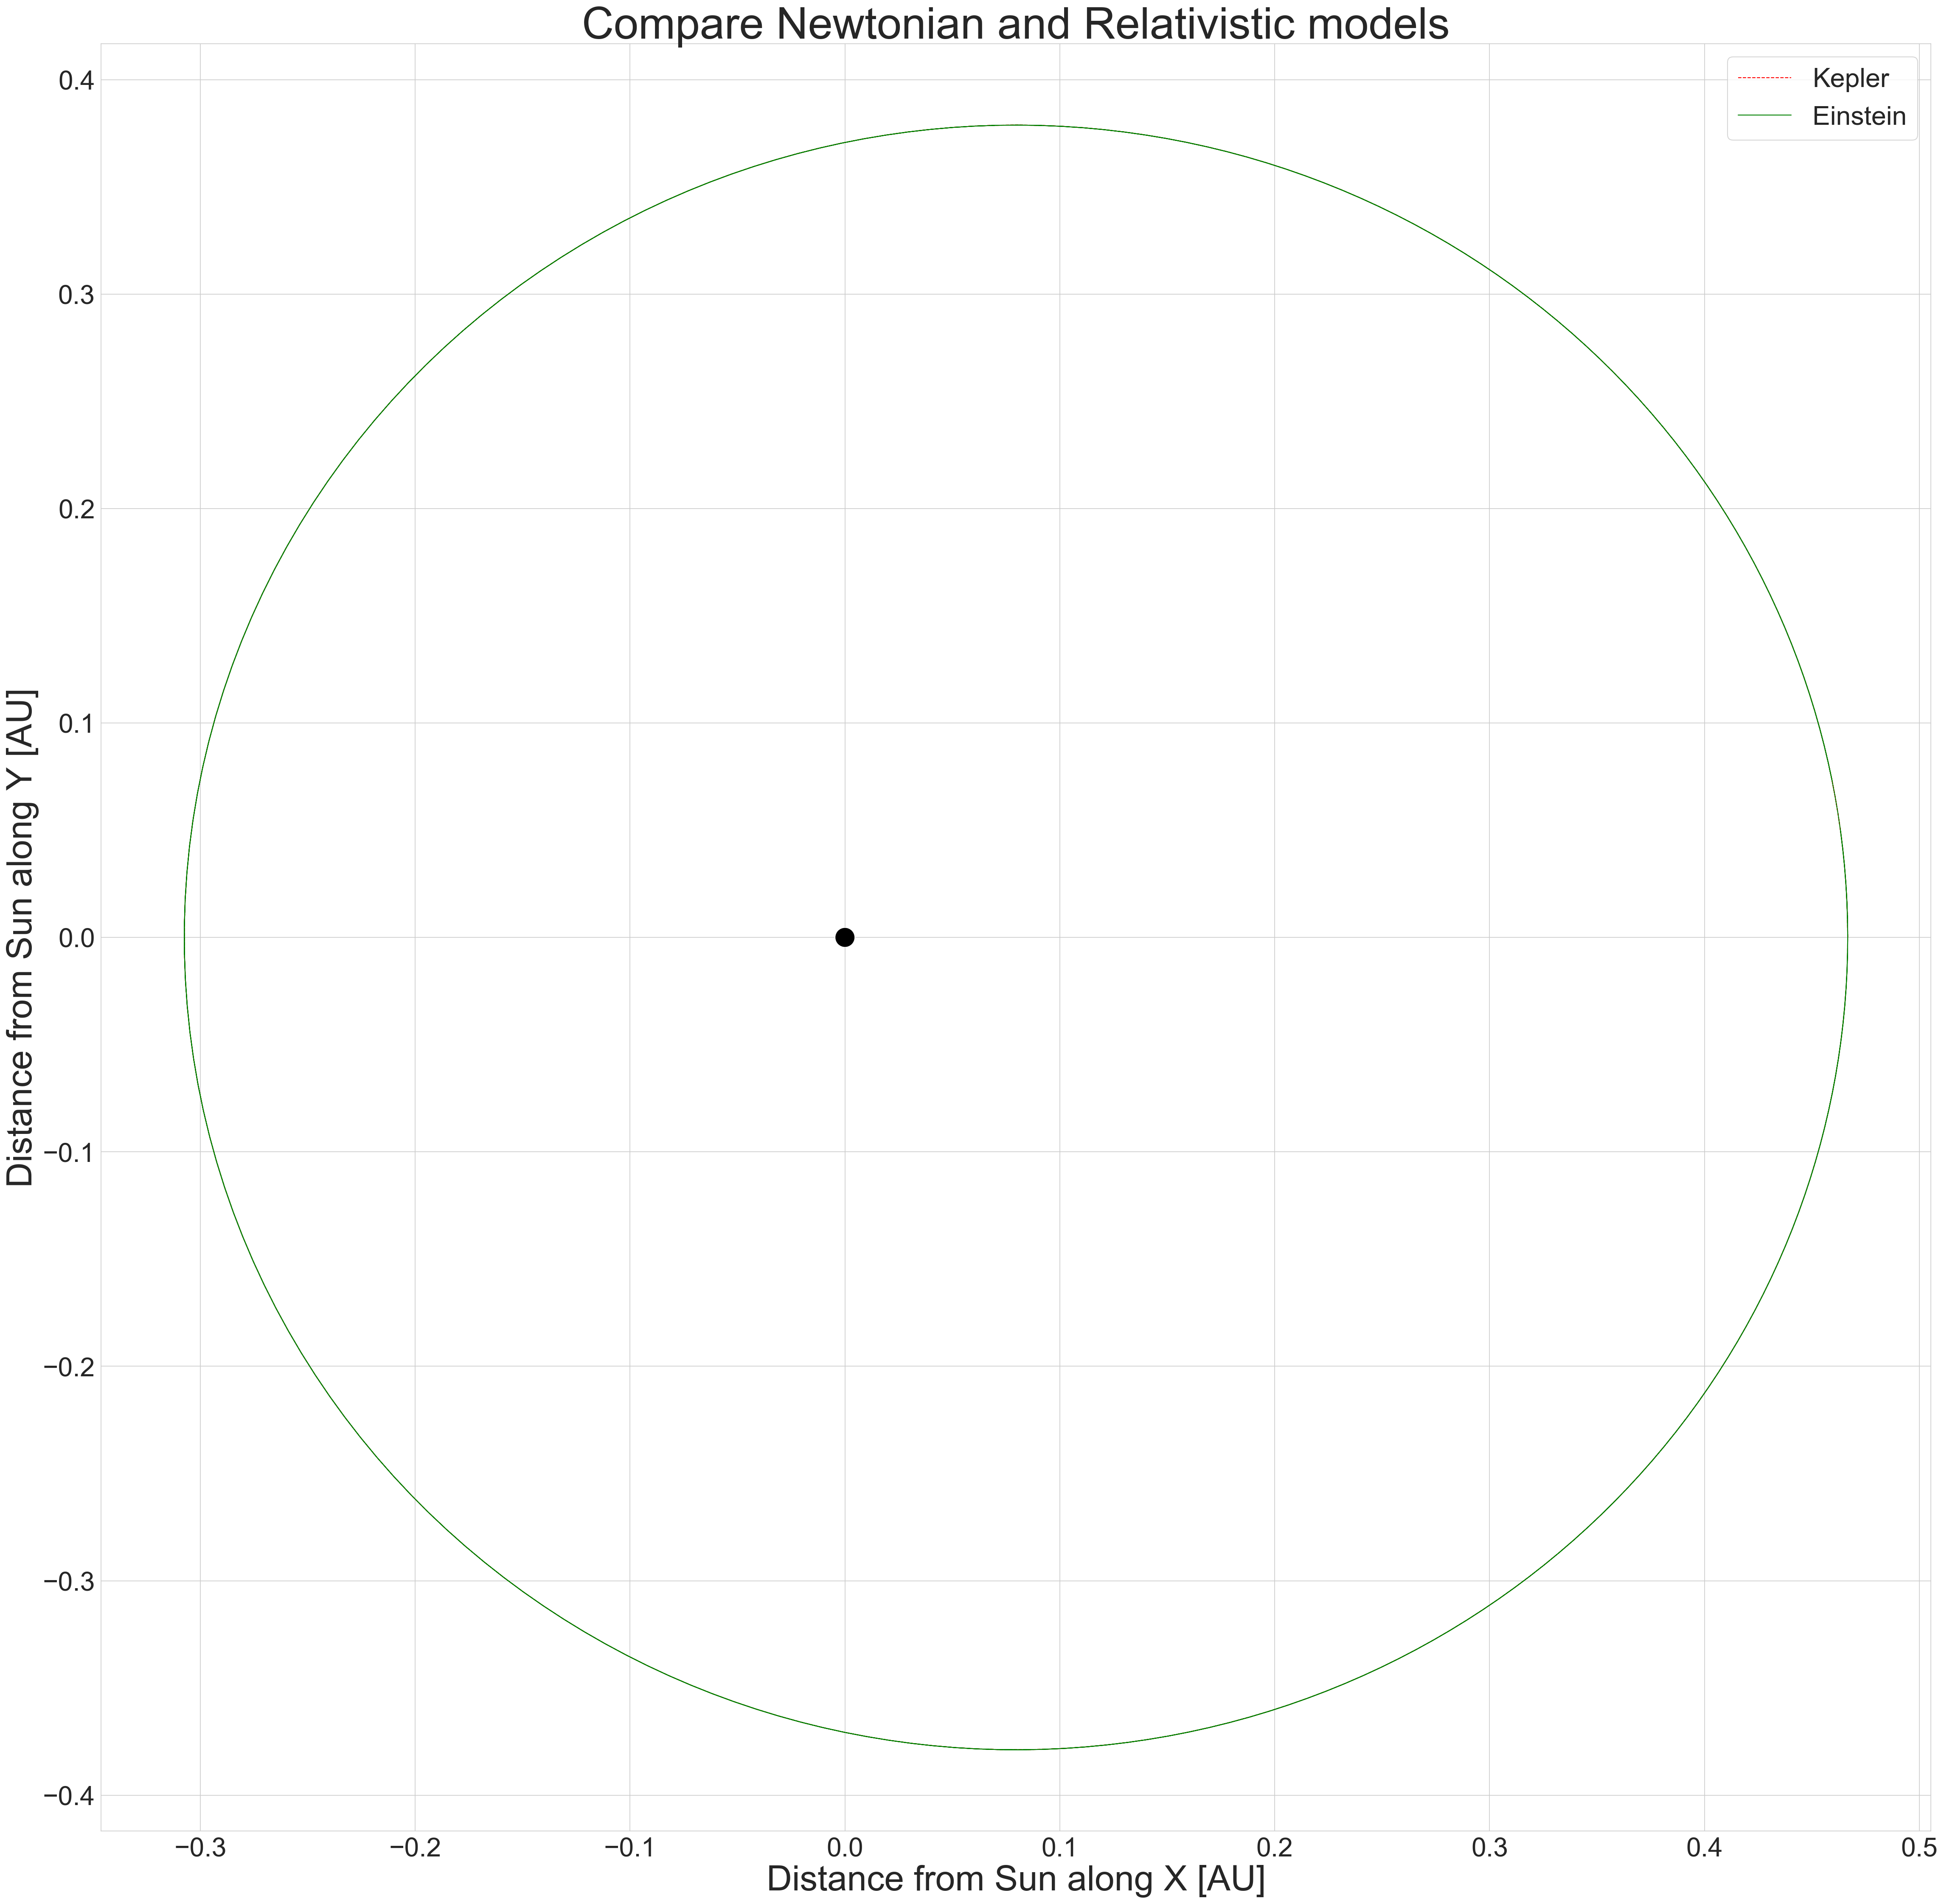 Compare Newtonian and Relativistic models
Kepler
Einstein
0.4
0.3
0.2
0.1
0.0
−0.1
−0.2
−0.3
−0.4
Distance from Sun along Y [AU]
−0.3 −0.2 −0.1 0.0 0.1 0.2 0.3 0.4 0.5
Distance from Sun along X [AU]